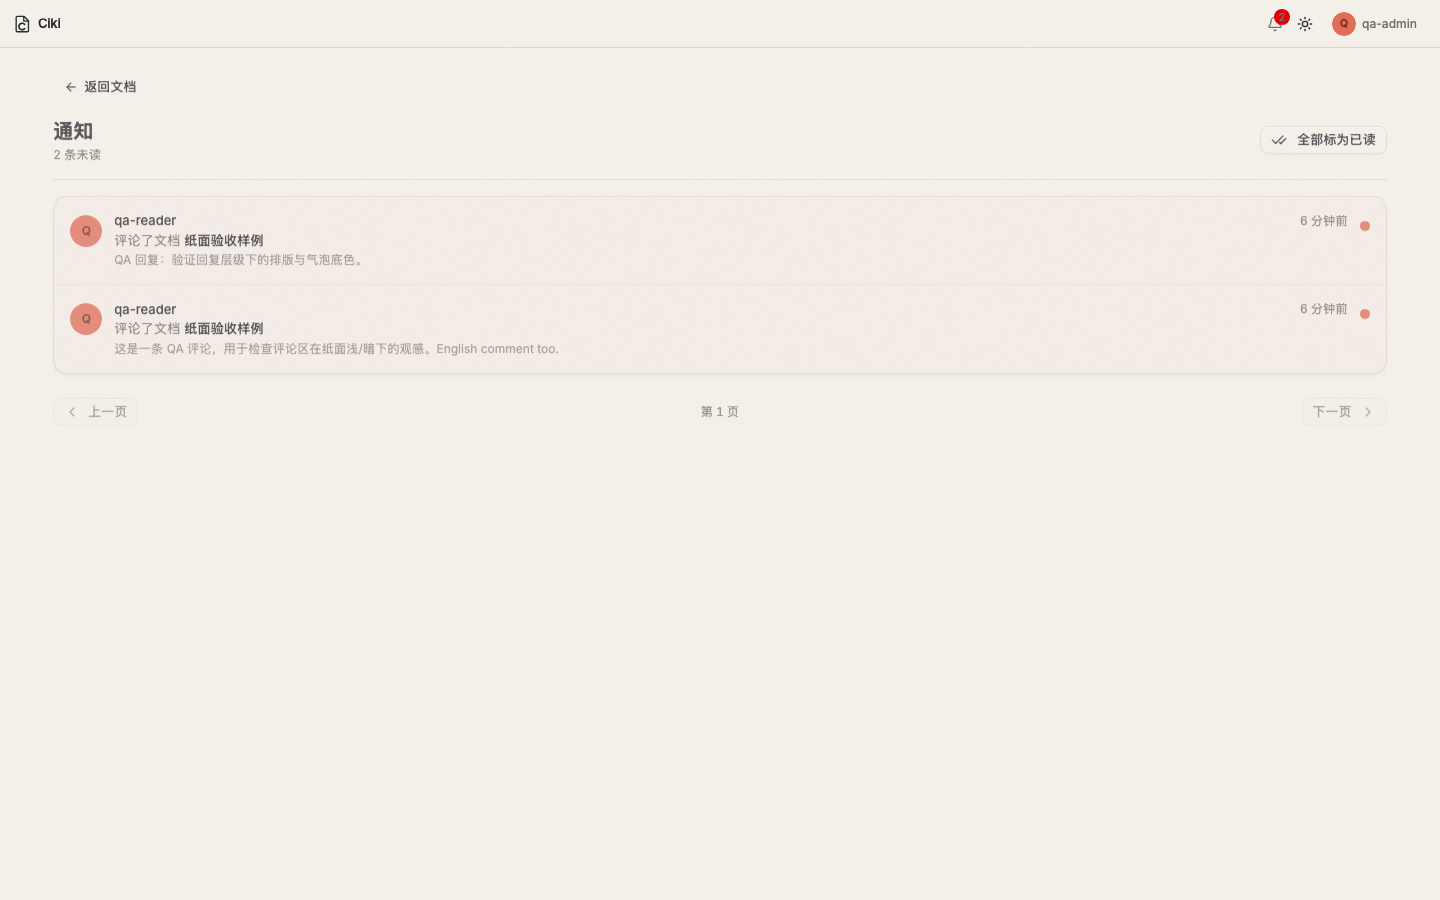 Ciki
2
Q
qa-admin
返回文档
通知
2 条未读
全部标为已读
Q
qa-reader
6 分钟前
评论了文档 纸面验收样例
QA 回复：验证回复层级下的排版与气泡底色。
Q
qa-reader
6 分钟前
评论了文档 纸面验收样例
这是一条 QA 评论，用于检查评论区在纸面浅/暗下的观感。English comment too.
上一页
第 1 页
下一页